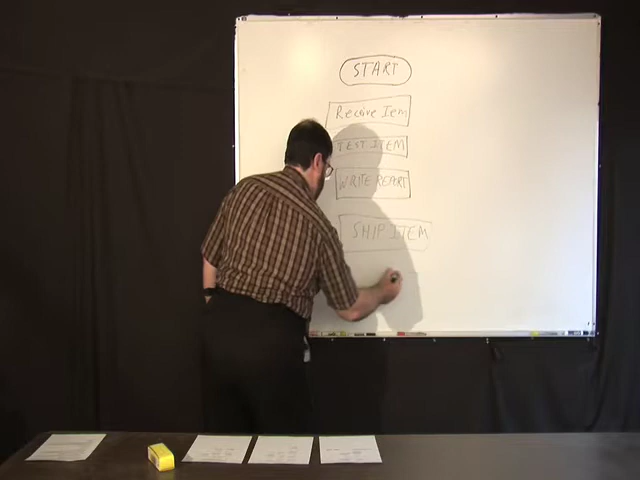 START
Receive Item
TEST ITEM
WRITE REPORT
SHIP ITEM